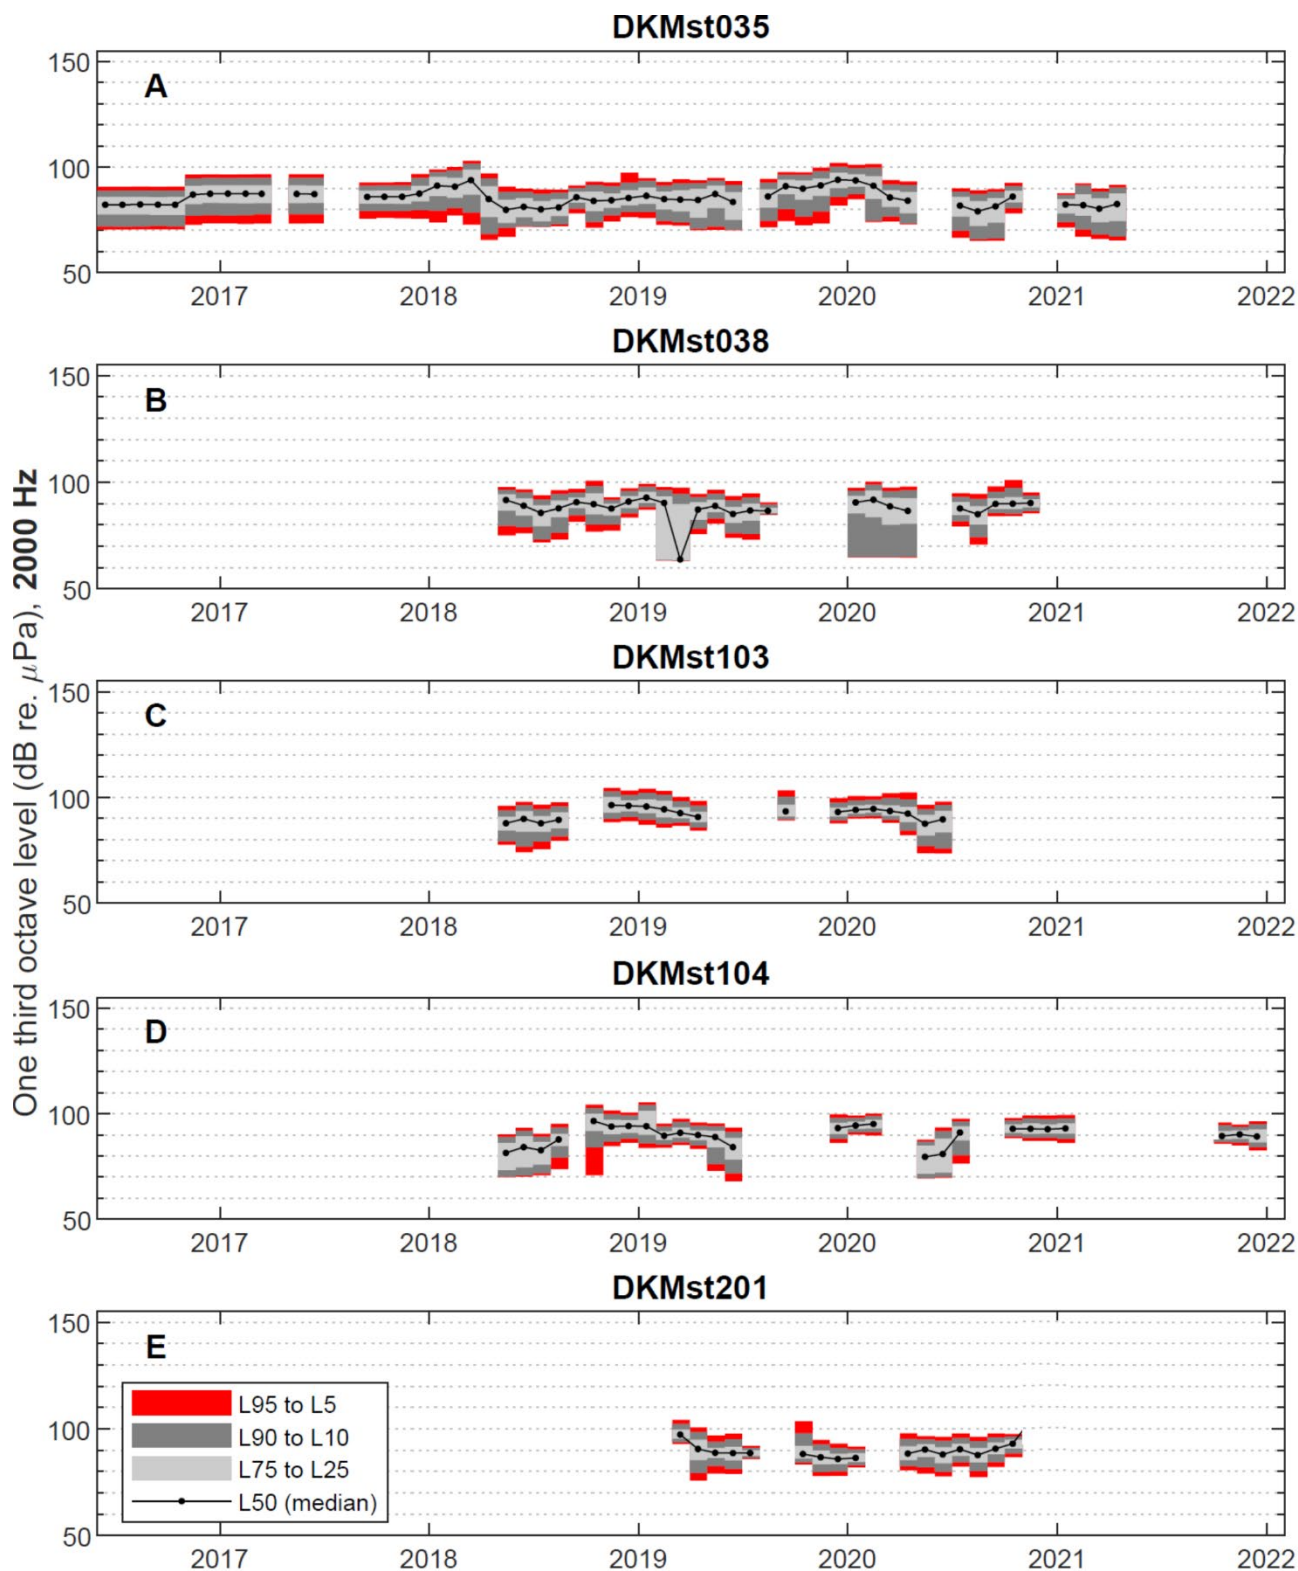 DKMst035
A
150
100
50
2017 2018 2019 2020 2021 2022
DKMst038
B
150
100
50
2017 2018 2019 2020 2021 2022
One third octave level (dB re. μPa), 2000 Hz
DKMst103
C
150
100
50
2017 2018 2019 2020 2021 2022
DKMst104
D
150
100
50
2017 2018 2019 2020 2021 2022
DKMst201
E
150
100
50
L95 to L5
L90 to L10
L75 to L25
L50 (median)
2017 2018 2019 2020 2021 2022